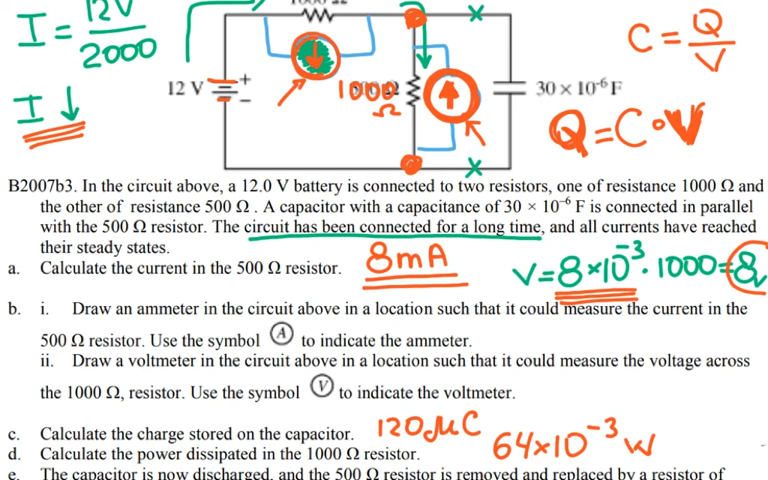 I = 12V / 2000
C = Q / V
12 V
+
−
1000 Ω
30 × 10⁻⁶ F
I ↓
Q = C • V
B2007b3. In the circuit above, a 12.0 V battery is connected to two resistors, one of resistance 1000 Ω and
the other of resistance 500 Ω . A capacitor with a capacitance of 30 × 10⁻⁶ F is connected in parallel
with the 500 Ω resistor. The circuit has been connected for a long time, and all currents have reached
their steady states.
a. Calculate the current in the 500 Ω resistor. 8mA
V = 8×10⁻³ · 1000 = 8v
b. i. Draw an ammeter in the circuit above in a location such that it could measure the current in the
500 Ω resistor. Use the symbol A to indicate the ammeter.
ii. Draw a voltmeter in the circuit above in a location such that it could measure the voltage across
the 1000 Ω, resistor. Use the symbol V to indicate the voltmeter.
c. Calculate the charge stored on the capacitor. 120μC
d. Calculate the power dissipated in the 1000 Ω resistor. 64×10⁻³ W
e. The capacitor is now discharged, and the 500 Ω resistor is removed and replaced by a resistor of